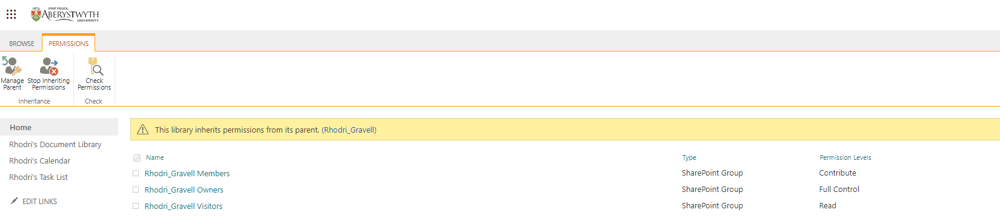 1872
PRIFYSGOL
ABERYSTWYTH
UNIVERSITY
BROWSE
PERMISSIONS
Manage Parent
Stop Inheriting Permissions
Check Permissions
Inheritance
Check
Home
Rhodri's Document Library
Rhodri's Calendar
Rhodri's Task List
EDIT LINKS
This library inherits permissions from its parent. (Rhodri_Gravell)
Name Type Permission Levels
Rhodri_Gravell Members SharePoint Group Contribute
Rhodri_Gravell Owners SharePoint Group Full Control
Rhodri_Gravell Visitors SharePoint Group Read